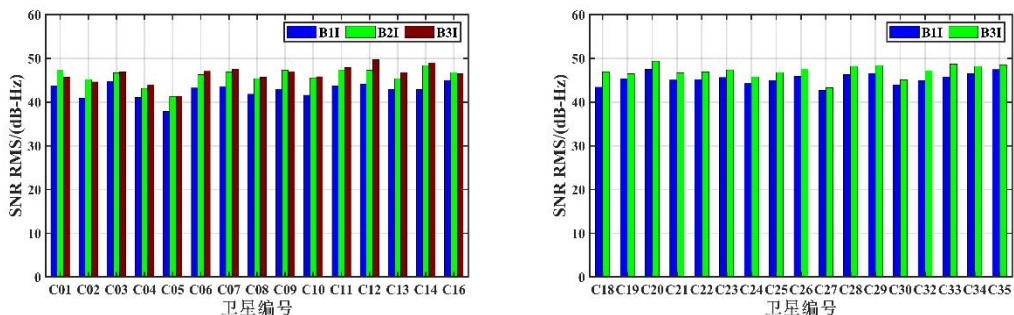 60
50
40
30
20
10
0
SNR RMS/(dB-Hz)
B1I B2I B3I
C01 C02 C03 C04 C05 C06 C07 C08 C09 C10 C11 C12 C13 C14 C16
卫星编号
60
50
40
30
20
10
0
SNR RMS/(dB-Hz)
B1I B3I
C18 C19 C20 C21 C22 C23 C24 C25 C26 C27 C28 C29 C30 C32 C33 C34 C35
卫星编号